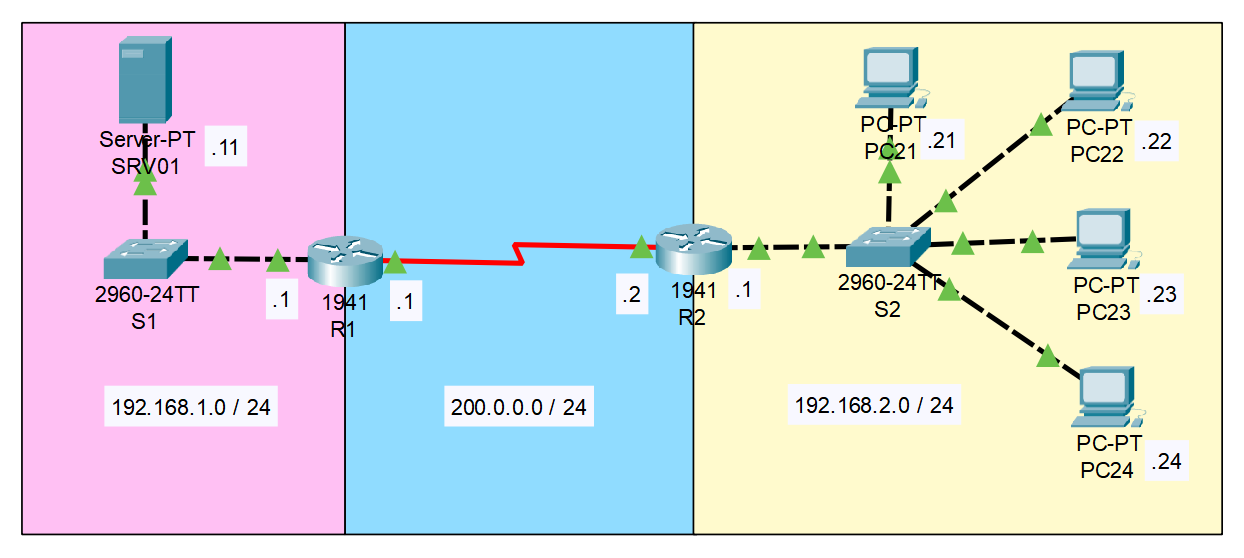 Server-PT
SRV01
.11
2960-24TT
S1
.1
1941
R1
.1
192.168.1.0 / 24
200.0.0.0 / 24
.2
1941
R2
.1
2960-24TT
S2
192.168.2.0 / 24
PC-PT
PC21
.21
PC-PT
PC22
.22
PC-PT
PC23
.23
PC-PT
PC24
.24